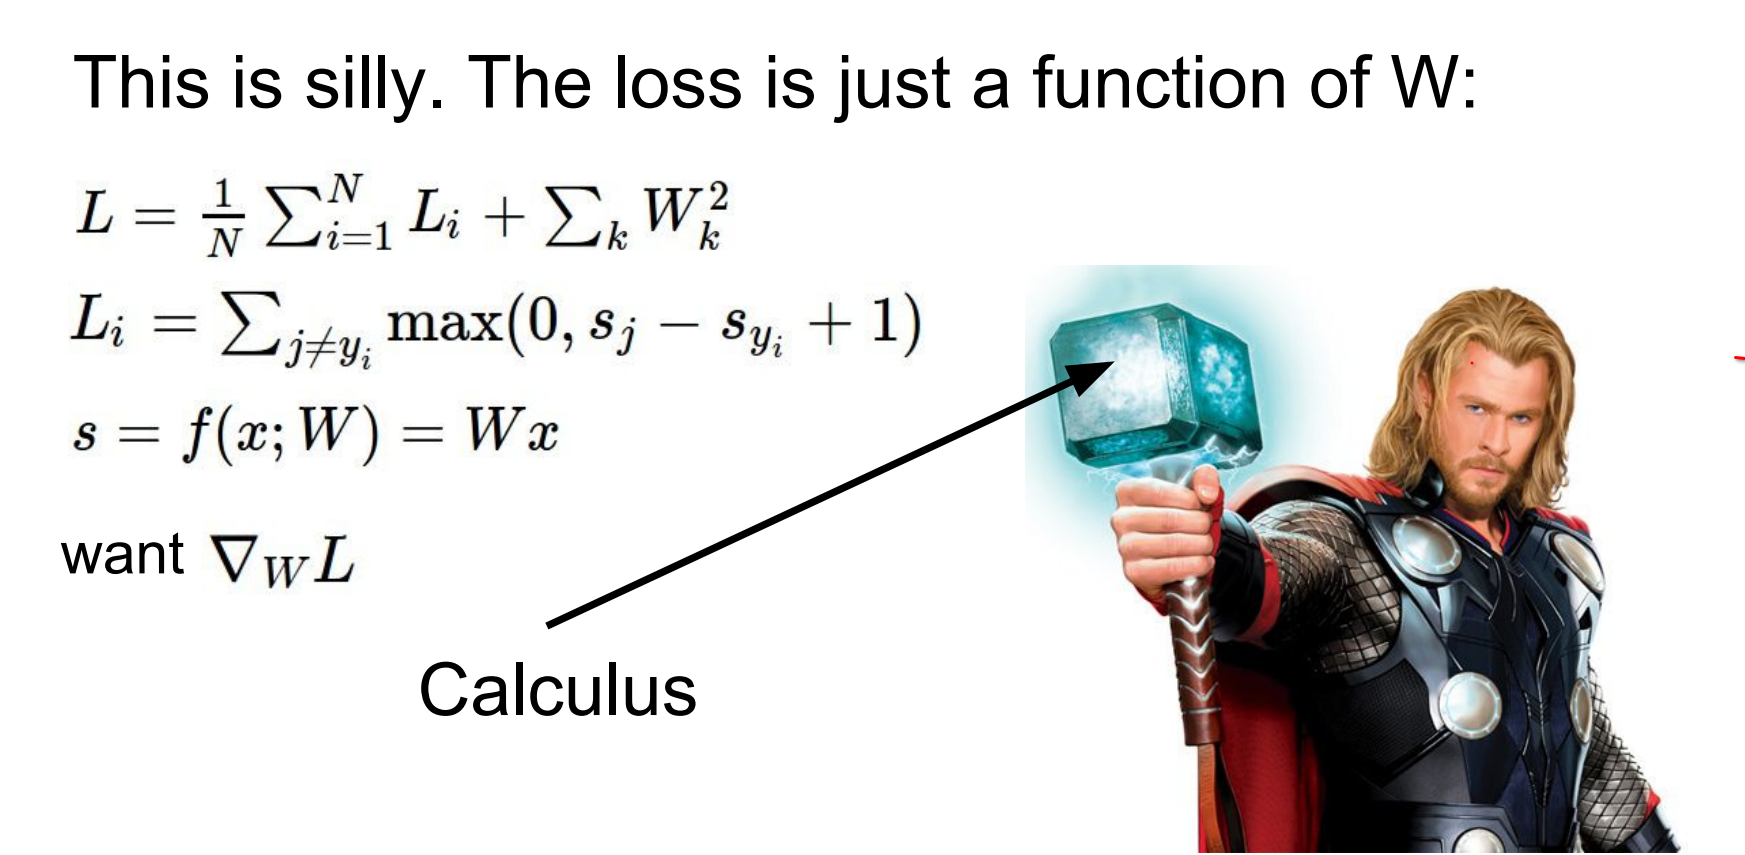 This is silly. The loss is just a function of W:
L = \frac{1}{N} \sum_{i=1}^{N} L_i + \sum_k W_k^2
L_i = \sum_{j \neq y_i} \max(0, s_j - s_{y_i} + 1)
s = f(x; W) = Wx
want \nabla_W L
Calculus